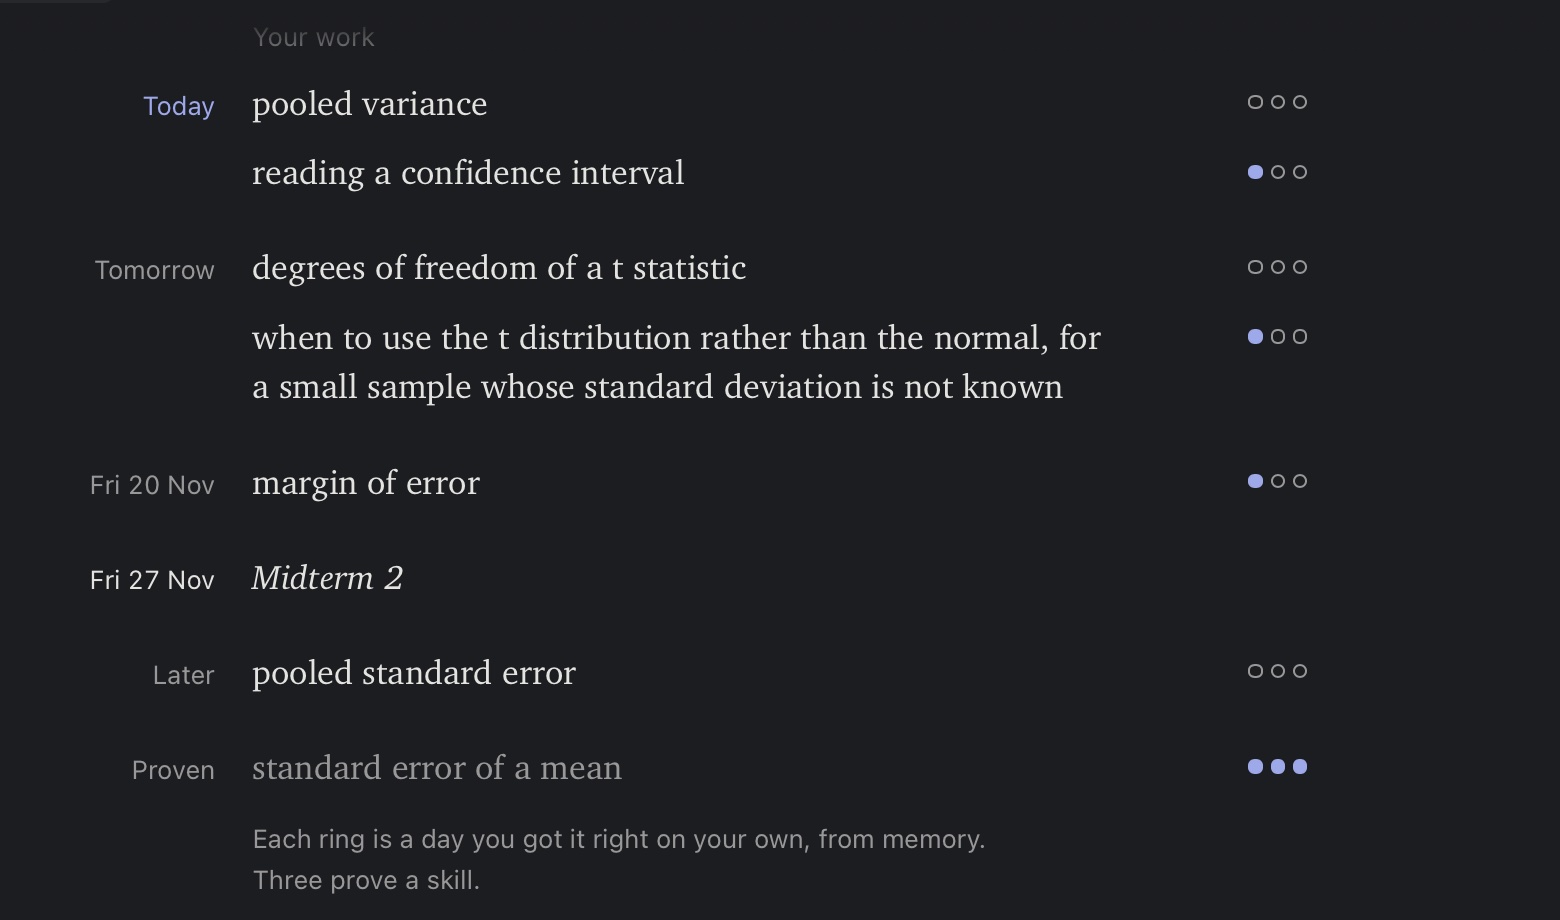 Your work
Today pooled variance
reading a confidence interval
Tomorrow degrees of freedom of a t statistic
when to use the t distribution rather than the normal, for
a small sample whose standard deviation is not known
Fri 20 Nov margin of error
Fri 27 Nov Midterm 2
Later pooled standard error
Proven standard error of a mean
Each ring is a day you got it right on your own, from memory.
Three prove a skill.